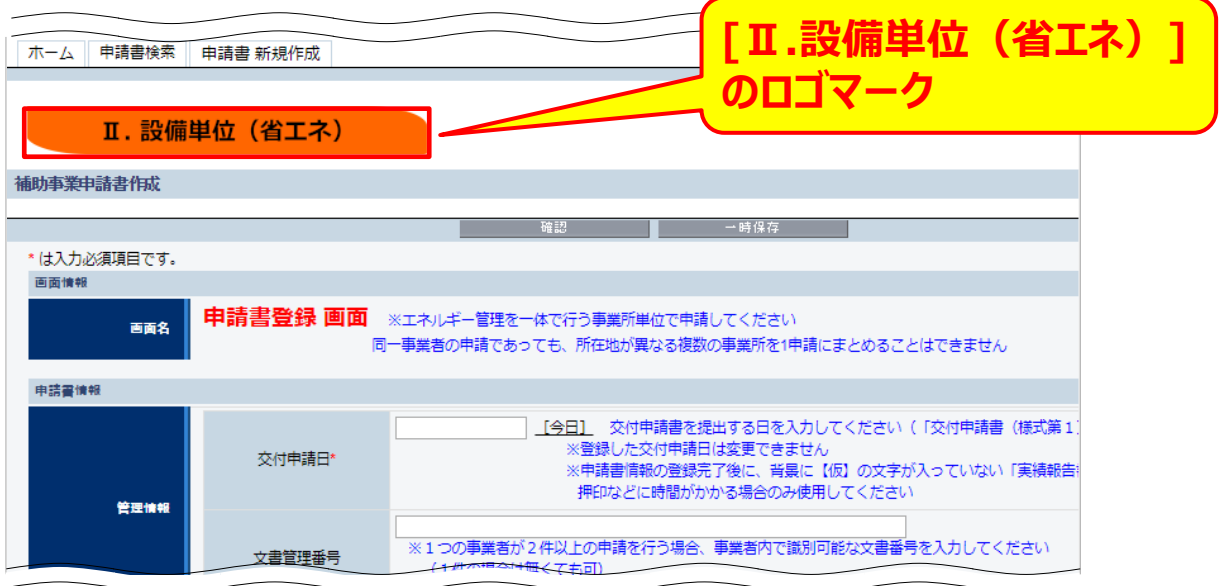 [Ⅱ.設備単位（省エネ）]
のロゴマーク
ホーム 申請書検索 申請書 新規作成
Ⅱ. 設備単位（省エネ）
補助事業申請書作成
確認 一時保存
* は入力必須項目です。
画面情報
画面名 申請書登録 画面 ※エネルギー管理を一体で行う事業所単位で申請してください
同一事業者の申請であっても、所在地が異なる複数の事業所を1申請にまとめることはできません
申請書情報
管理情報
交付申請日* [今日] 交付申請書を提出する日を入力してください（「交付申請書（様式第１）
※登録した交付申請日は変更できません
※申請書情報の登録完了後に、背景に【仮】の文字が入っていない「実績報告
押印などに時間がかかる場合のみ使用してください
文書管理番号
※１つの事業者が２件以上の申請を行う場合、事業者内で識別可能な文書番号を入力してください
（１件の場合は無くても可）